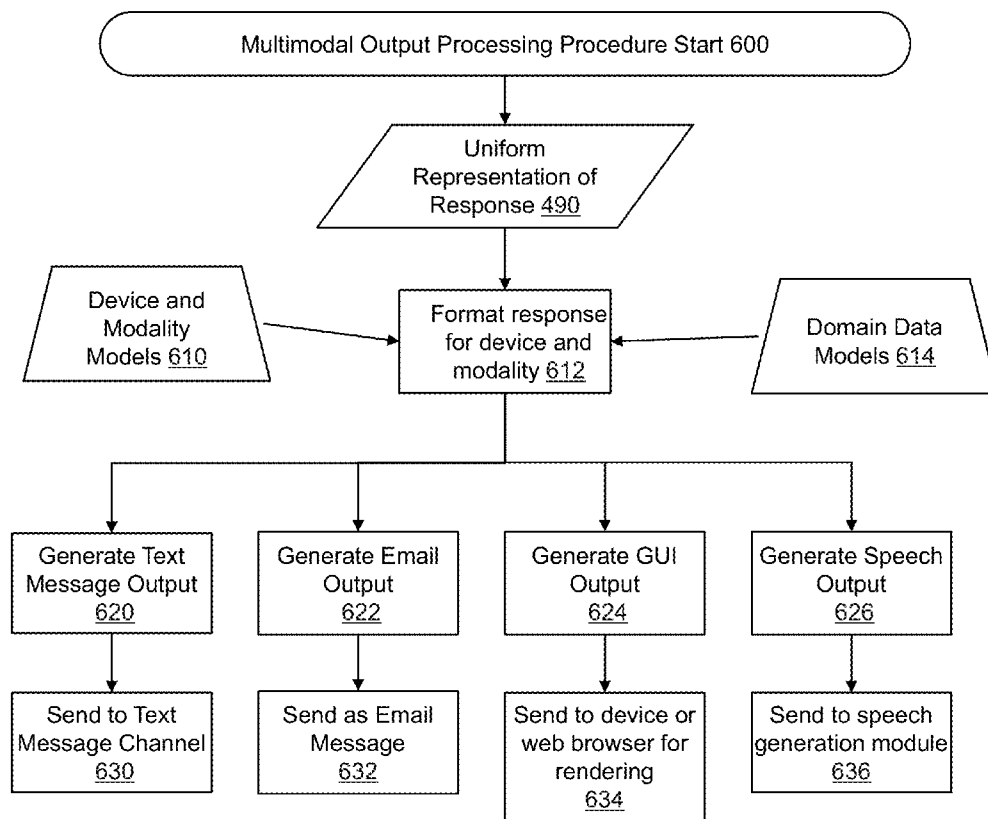 Multimodal Output Processing Procedure Start 600
Uniform
Representation of
Response 490
Device and
Modality
Models 610
Format response
for device and
modality 612
Domain Data
Models 614
Generate Text
Message Output
620
Generate Email
Output
622
Generate GUI
Output
624
Generate Speech
Output
626
Send to Text
Message Channel
630
Send as Email
Message
632
Send to device or
web browser for
rendering
634
Send to speech
generation module
636